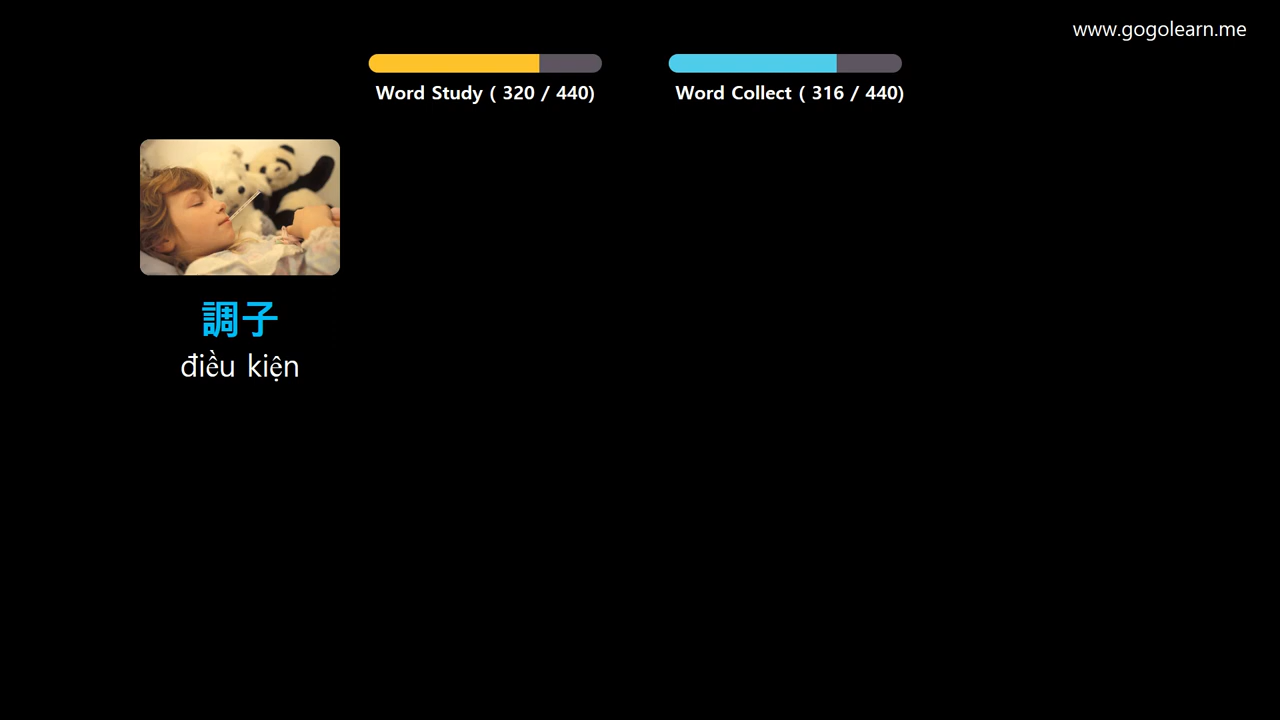 www.gogolearn.me
Word Study ( 320 / 440)
Word Collect ( 316 / 440)
調子
điều kiện